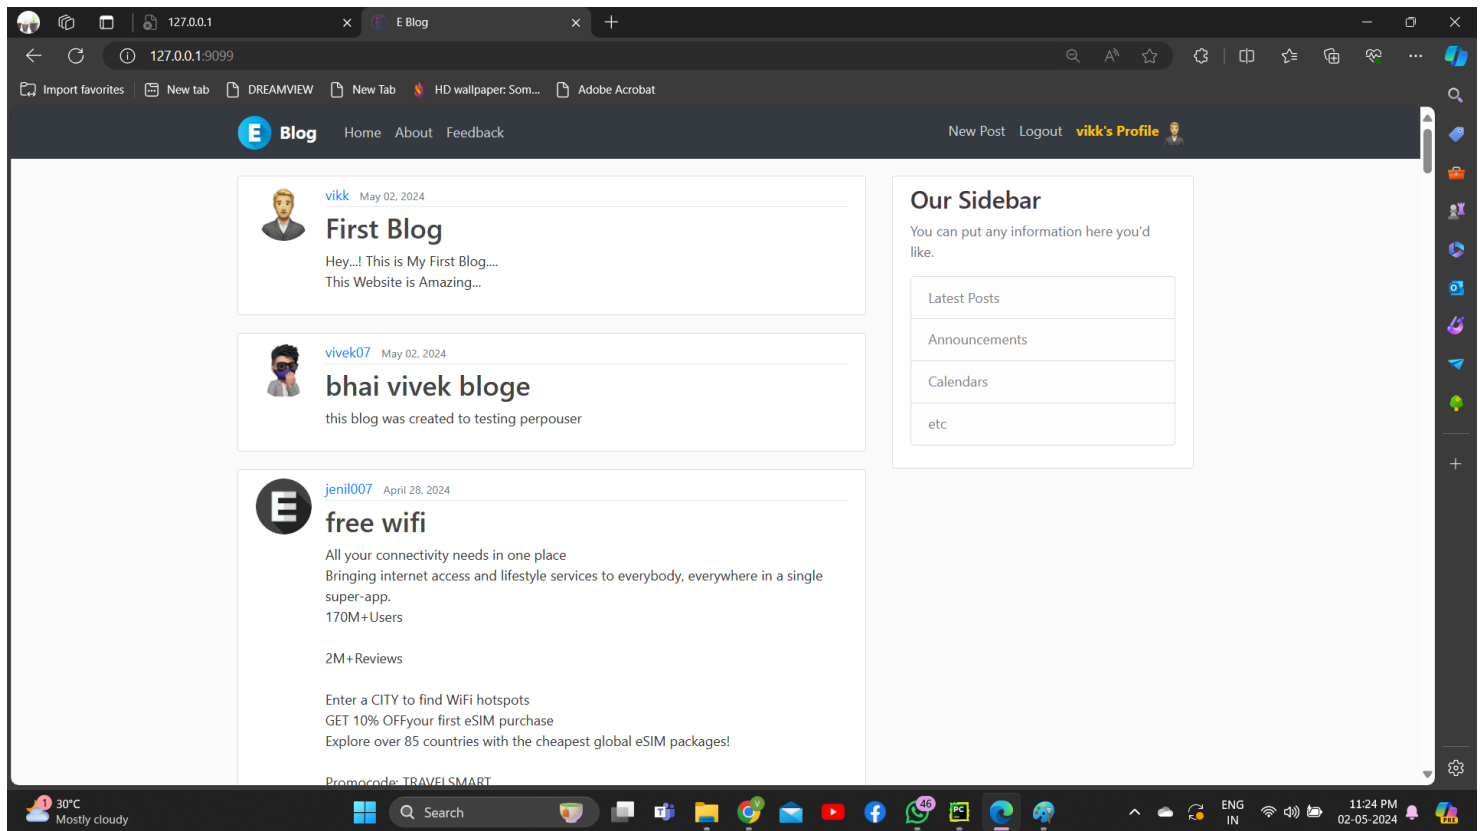 127.0.0.1
E Blog
127.0.0.1:9099
Import favorites
New tab
DREAMVIEW
New Tab
HD wallpaper: Som...
Adobe Acrobat
E Blog Home About Feedback
New Post Logout vikk's Profile
vikk May 02, 2024
First Blog
Hey...! This is My First Blog....
This Website is Amazing...
vivek07 May 02, 2024
bhai vivek bloge
this blog was created to testing perpouser
E
jenil007 April 28, 2024
free wifi
All your connectivity needs in one place
Bringing internet access and lifestyle services to everybody, everywhere in a single
super-app.
170M+Users
2M+Reviews
Enter a CITY to find WiFi hotspots
GET 10% OFFyour first eSIM purchase
Explore over 85 countries with the cheapest global eSIM packages!
Promocode: TRAVELSMART
Our Sidebar
You can put any information here you'd
like.
Latest Posts
Announcements
Calendars
etc
1
30°C
Mostly cloudy
Search
46
PC
ENG
IN
11:24 PM
02-05-2024
PRE